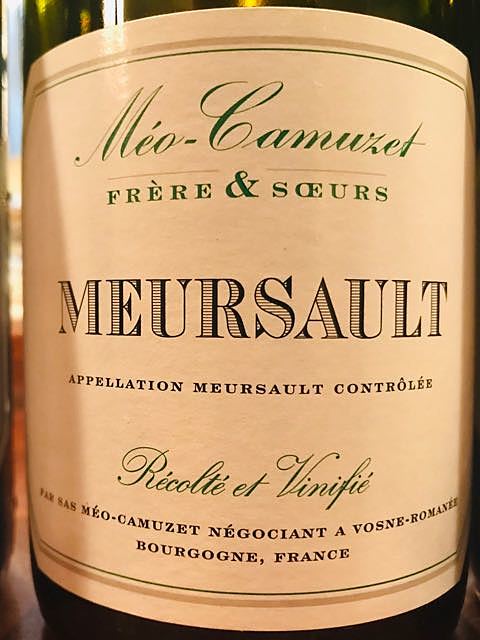 Méo-Camuzet
FRÈRE & SŒURS
MEURSAULT
APPELLATION MEURSAULT CONTRÔLÉE
Récolté et Vinifié
PAR SAS MÉO-CAMUZET NÉGOCIANT A VOSNE-ROMANÉE
BOURGOGNE, FRANCE